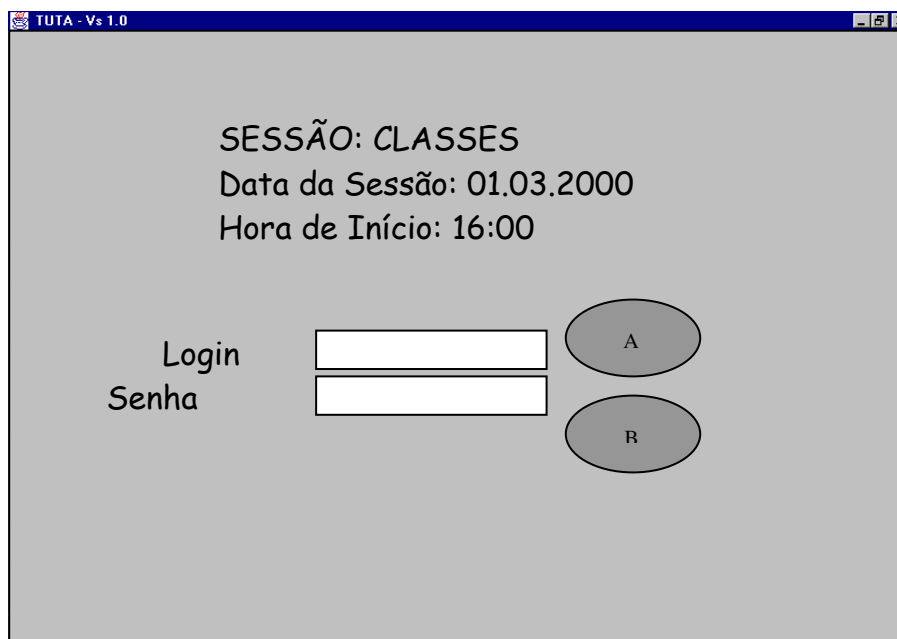 TUTA - Vs 1.0
SESSÃO: CLASSES
Data da Sessão: 01.03.2000
Hora de Início: 16:00
Login
A
Senha
B